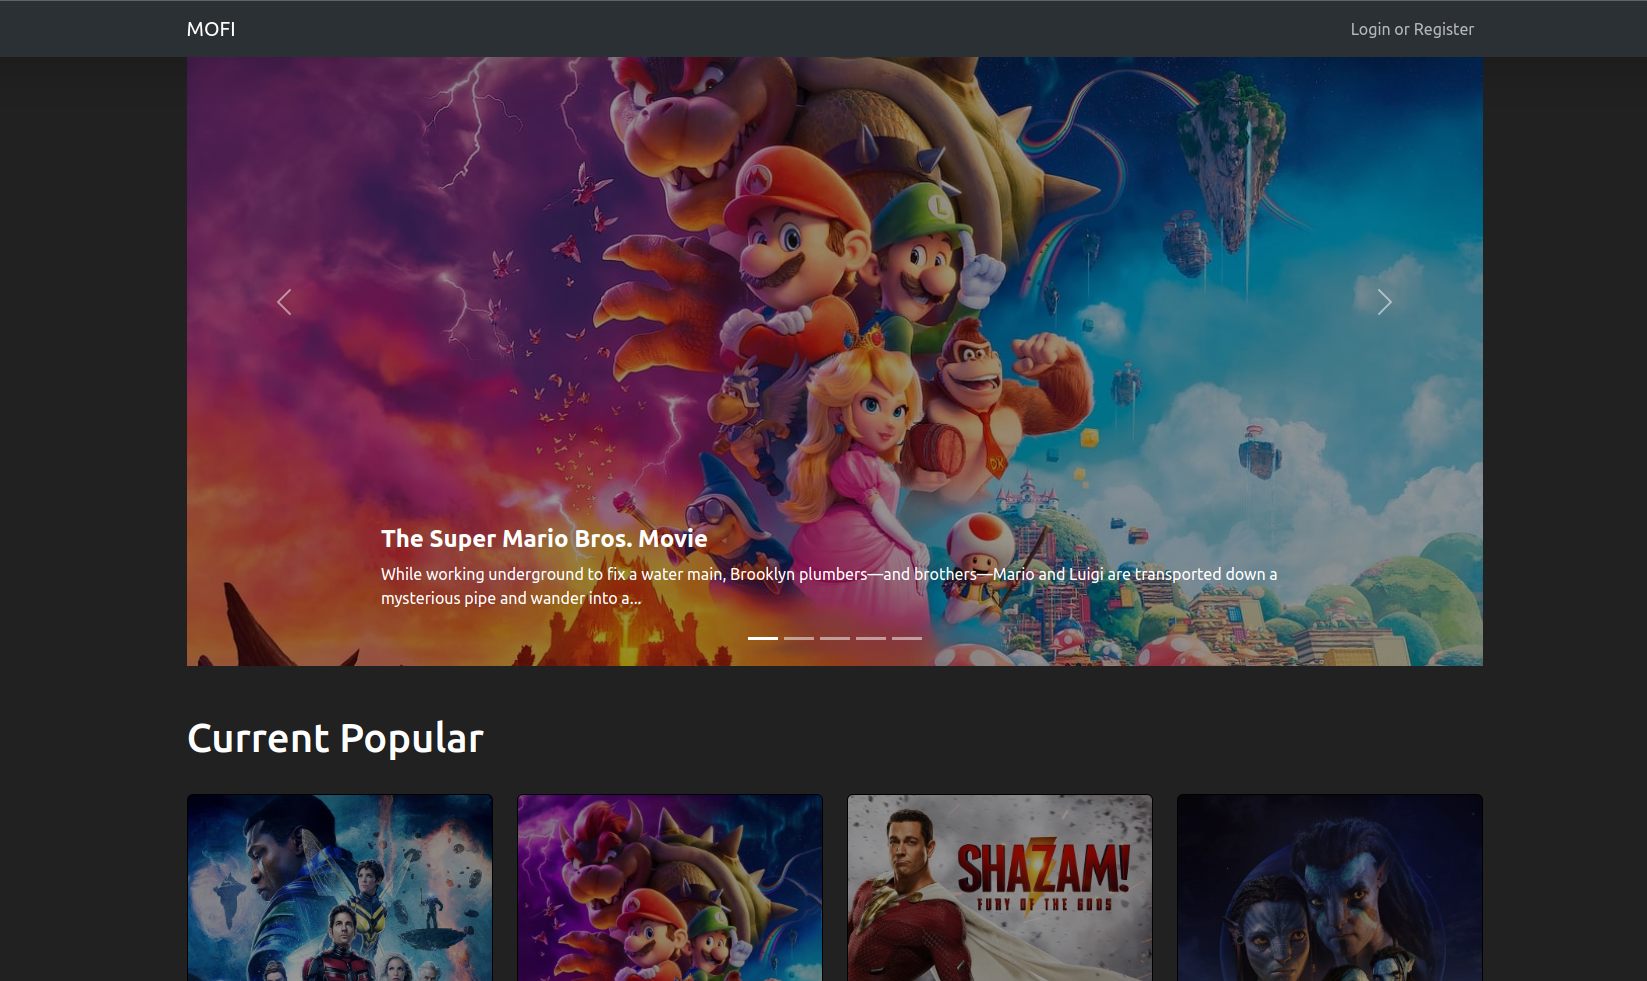 MOFI
Login or Register
L
DK
The Super Mario Bros. Movie
While working underground to fix a water main, Brooklyn plumbers—and brothers—Mario and Luigi are transported down a
mysterious pipe and wander into a...
Current Popular
SHAZAM!
FURY OF THE GODS